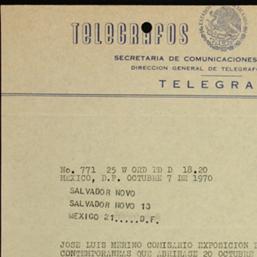 TELEGRAFOS
SECRETARIA DE COMUNICACIONES
DIRECCION GENERAL DE TELEGRAF
TELEGRA
No. 771 25 W ORD IB D 18.20
MEXICO, D.F. OCTUBRE 7 DE 1970
SALVADOR NOVO
SALVADOR NOVO 13
MEXICO 21.....D.F.
JOSE LUIS MERINO COMISARIO EXPOSICION
CONTEMPORANEAS QUE ABRIRASE 20 OCTUBRE